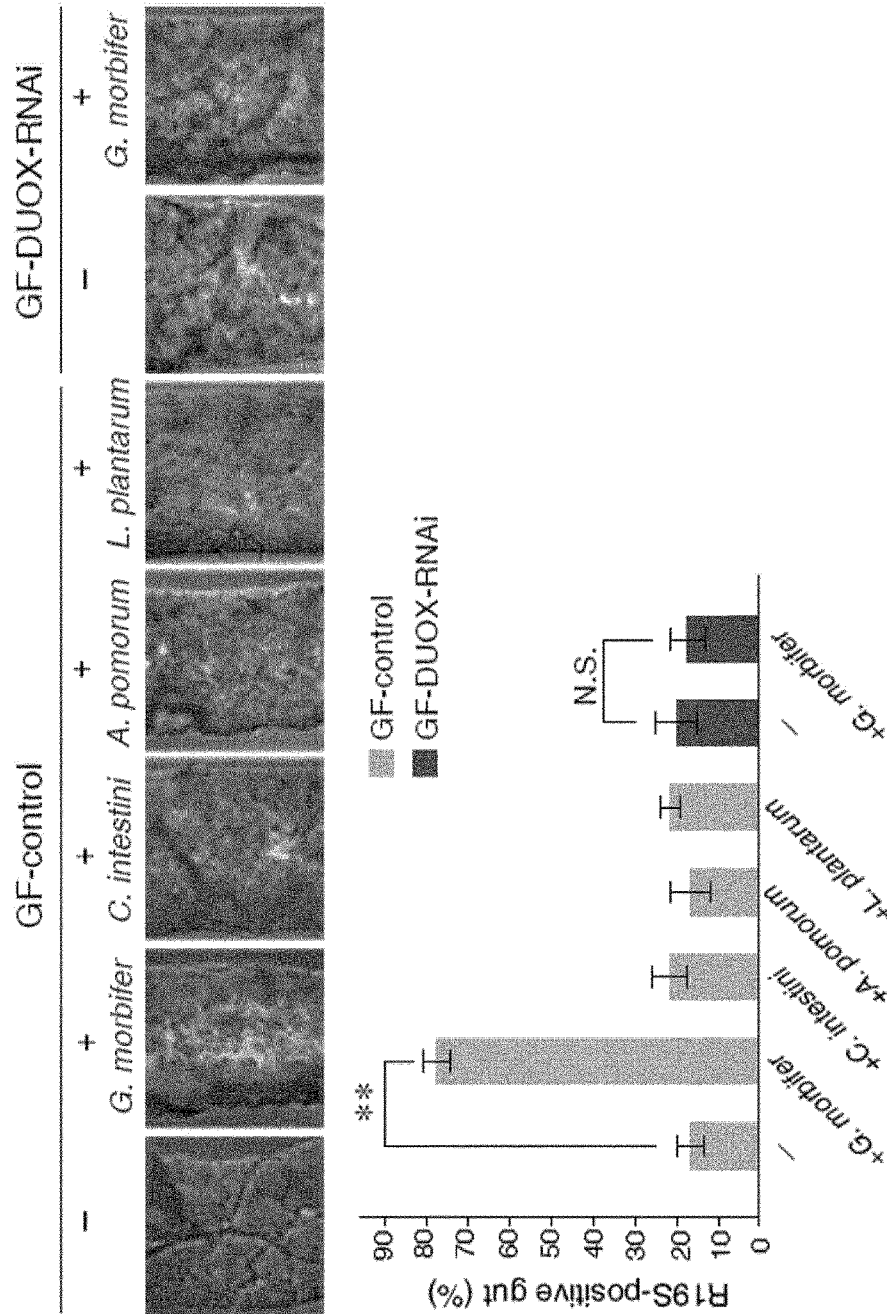 GF-control
GF-DUOX-RNAi
− + + + + − +
G. morbifer C. intestini A. pomorum L. plantarum G. morbifer
GF-control
GF-DUOX-RNAi
R19S-positive gut (%)
90
80
70
60
50
40
30
20
10
0
**
N.S.
−
+G. morbifer
+C. intestini
+A. pomorum
+L. plantarum
−
+G. morbifer